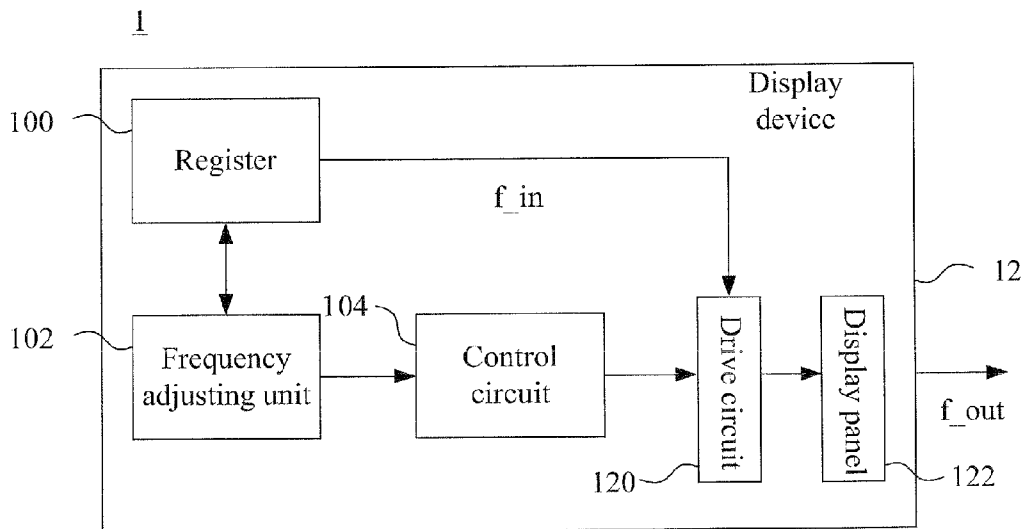 1
Display
device
100
Register
f_in
12
104
102
Frequency
adjusting unit
Control
circuit
Drive circuit
Display panel
f_out
120
122